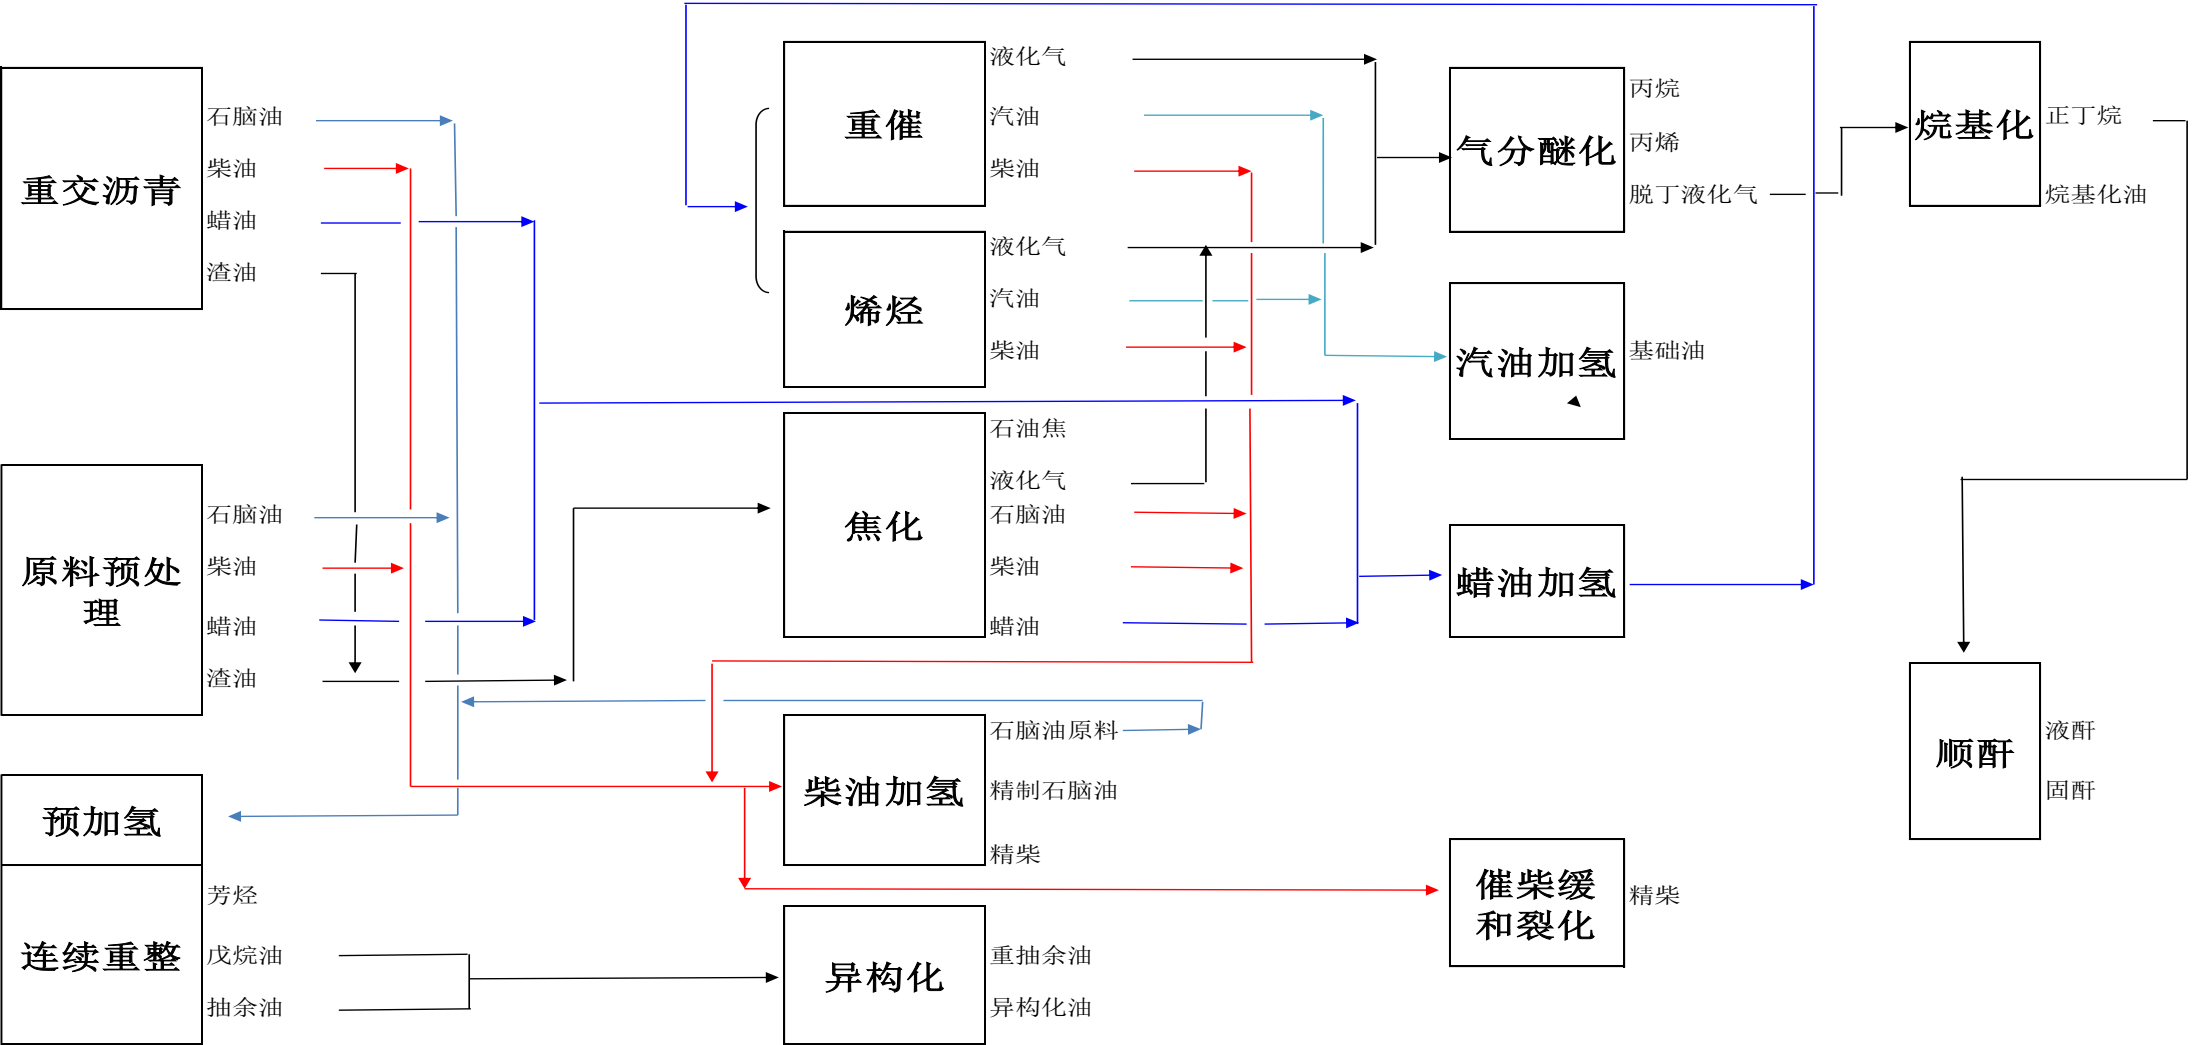 重交沥青
石脑油
柴油
蜡油
渣油
原料预处
理
石脑油
柴油
蜡油
渣油
预加氢
连续重整
芳烃
戊烷油
抽余油
重催
液化气
汽油
柴油
烯烃
液化气
汽油
柴油
焦化
石油焦
液化气
石脑油
柴油
蜡油
柴油加氢
石脑油原料
精制石脑油
精柴
异构化
重抽余油
异构化油
气分醚化
丙烷
丙烯
脱丁液化气
汽油加氢
基础油
蜡油加氢
催柴缓
和裂化
精柴
烷基化
正丁烷
烷基化油
顺酐
液酐
固酐